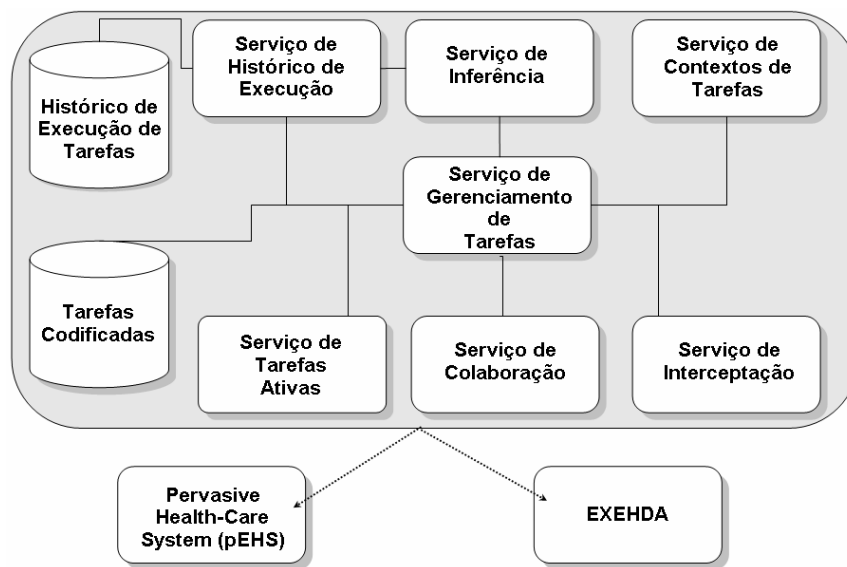 Serviço de
Histórico de
Execução
Serviço de
Inferência
Serviço de
Contextos de
Tarefas
Histórico de
Execução de
Tarefas
Serviço de
Gerenciamento
de
Tarefas
Tarefas
Codificadas
Serviço de
Tarefas
Ativas
Serviço de
Colaboração
Serviço de
Interceptação
Pervasive
Health-Care
System (pEHS)
EXEHDA